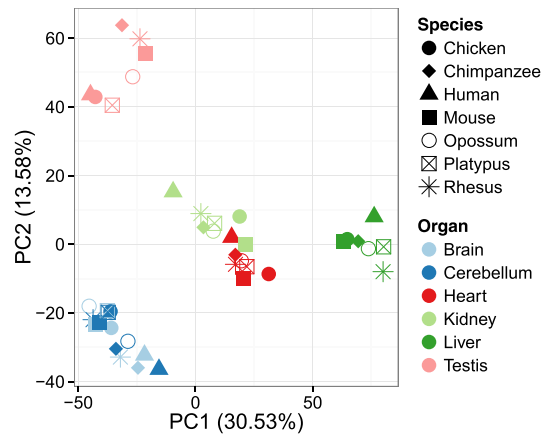 60
40
20
0
−20
−40
−50
0
50
PC2 (13.58%)
PC1 (30.53%)
Species
Chicken
Chimpanzee
Human
Mouse
Opossum
Platypus
Rhesus
Organ
Brain
Cerebellum
Heart
Kidney
Liver
Testis